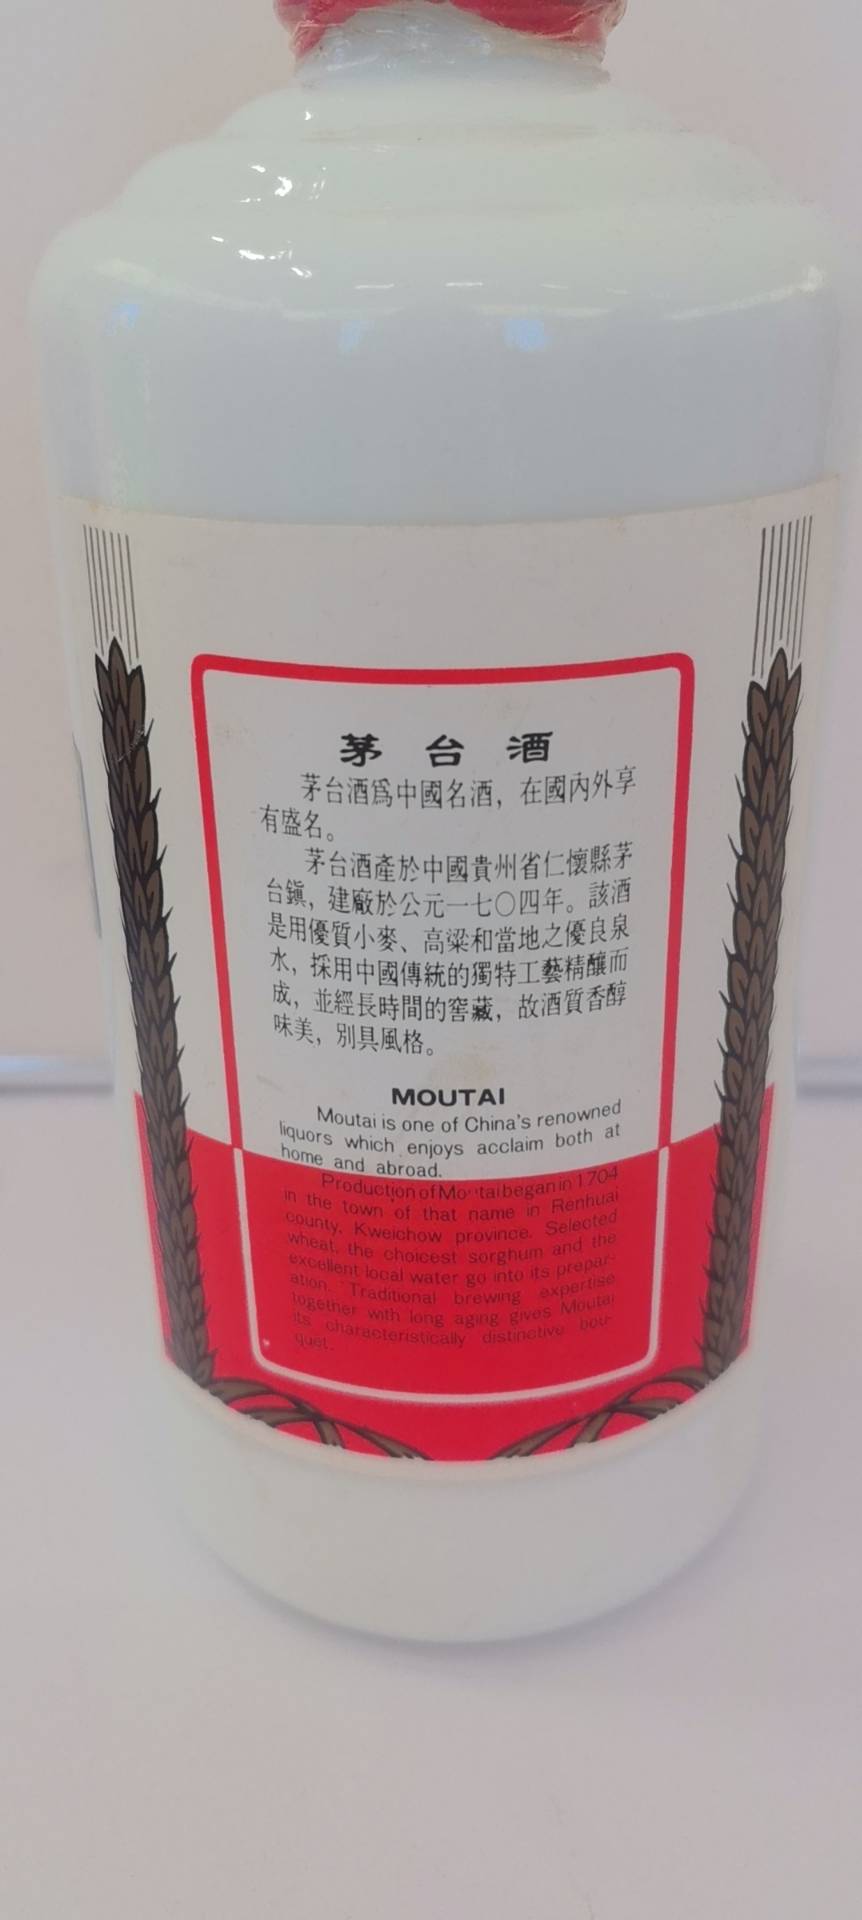 茅台酒
茅台酒爲中國名酒，在國內外享
有盛名。
茅台酒產於中國貴州省仁懷縣茅
台鎭，建廠於公元一七〇四年。該酒
是用優質小麥、高粱和當地之優良泉
水，採用中國傳統的獨特工藝精釀而
成，並經長時間的窖藏，故酒質香醇
味美，別具風格。
MOUTAI
Moutai is one of China's renowned
liquors which enjoys acclaim both at
home and abroad.
Production of Moutai began in 1704
in the town of that name in Renhuai
county, Kweichow province. Selected
wheat, the choicest sorghum and the
excellent local water go into its prepar-
ation. Traditional brewing expertise
together with long aging gives Moutai
its characteristically distinctive bou-
quet.